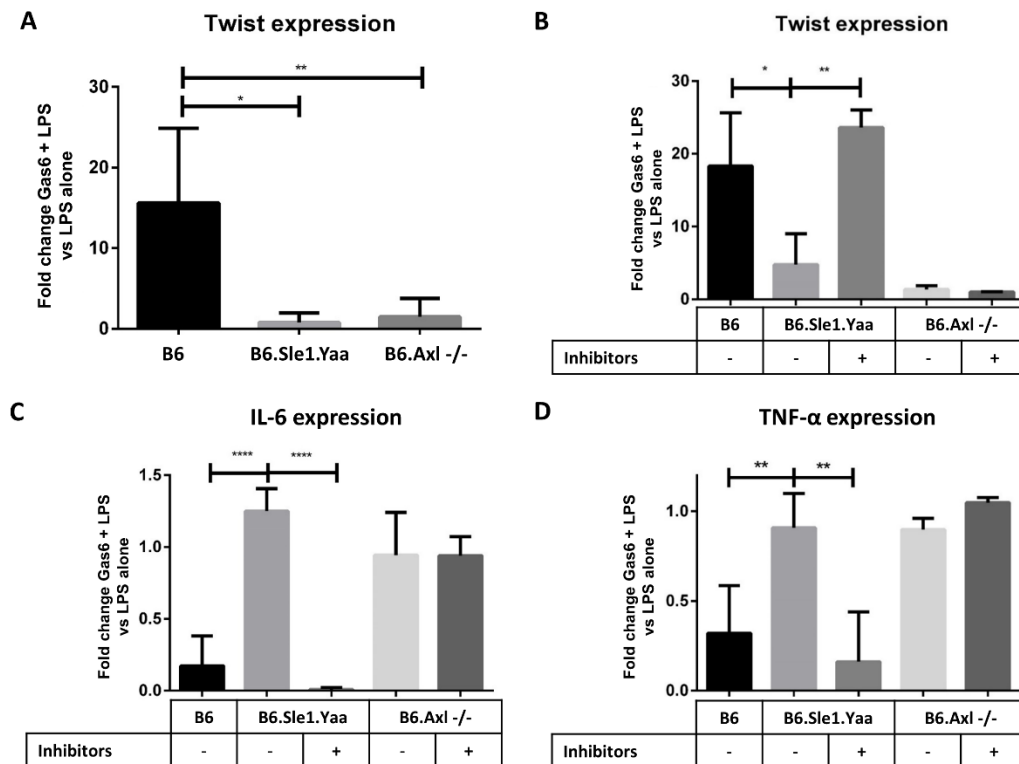 A
Twist expression
Fold change Gas6 + LPS
vs LPS alone
30
20
10
0
*
**
B6
B6.Sle1.Yaa
B6.Axl -/-
B
Twist expression
Fold change Gas6 + LPS
vs LPS alone
30
20
10
0
*
**
B6
B6.Sle1.Yaa
B6.Axl -/-
Inhibitors - - + - +
C
IL-6 expression
Fold change Gas6 + LPS
vs LPS alone
1.5
1.0
0.5
0.0
****
****
B6
B6.Sle1.Yaa
B6.Axl -/-
Inhibitors - - + - +
D
TNF-α expression
Fold change Gas6 + LPS
vs LPS alone
1.0
0.5
0.0
**
**
B6
B6.Sle1.Yaa
B6.Axl -/-
Inhibitors - - + - +